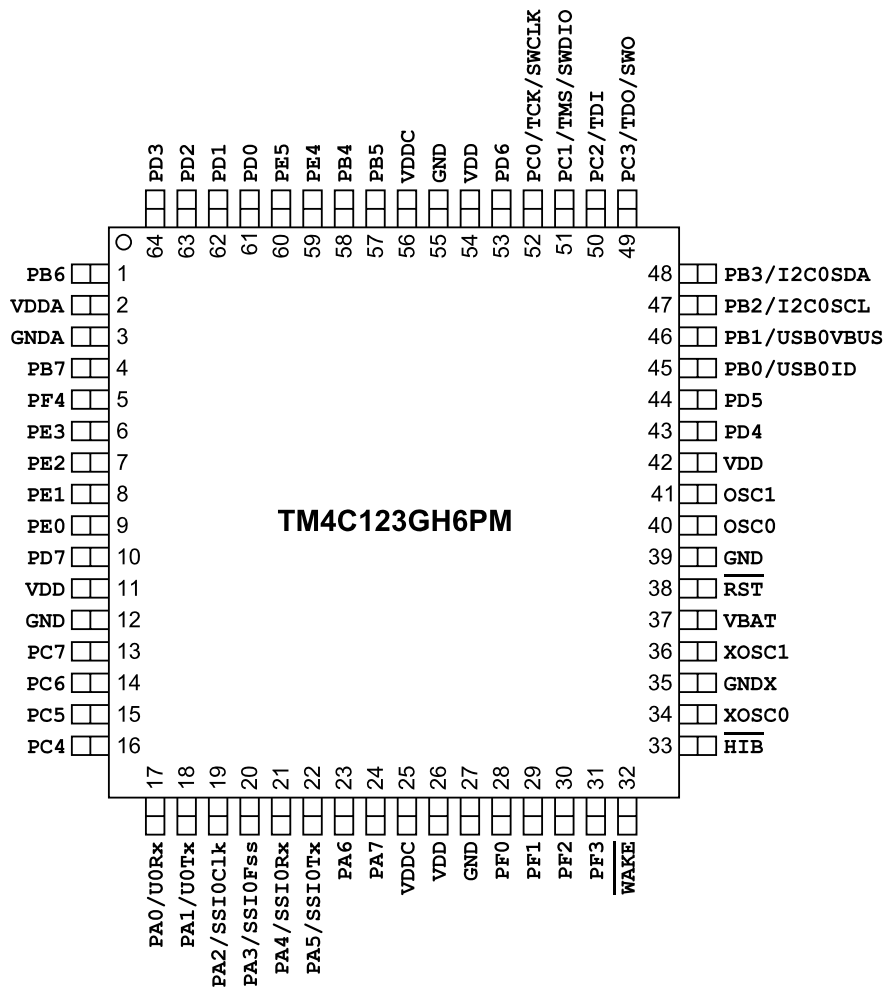 PC0/TCK/SWCLK
PC1/TMS/SWDIO
PC2/TDI
PC3/TDO/SWO
PD3
PD2
PD1
PD0
PE5
PE4
PB4
PB5
VDDC
GND
VDD
PD6
64
63
62
61
60
59
58
57
56
55
54
53
52
51
50
49
PB6 1
VDDA 2
GNDA 3
PB7 4
PF4 5
PE3 6
PE2 7
PE1 8
PE0 9
PD7 10
VDD 11
GND 12
PC7 13
PC6 14
PC5 15
PC4 16
TM4C123GH6PM
48 PB3/I2C0SDA
47 PB2/I2C0SCL
46 PB1/USB0VBUS
45 PB0/USB0ID
44 PD5
43 PD4
42 VDD
41 OSC1
40 OSC0
39 GND
38 RST
37 VBAT
36 XOSC1
35 GNDX
34 XOSC0
33 HIB
17
18
19
20
21
22
23
24
25
26
27
28
29
30
31
32
PA0/U0Rx
PA1/U0Tx
PA2/SSI0Clk
PA3/SSI0Fss
PA4/SSI0Rx
PA5/SSI0Tx
PA6
PA7
VDDC
VDD
GND
PF0
PF1
PF2
PF3
WAKE